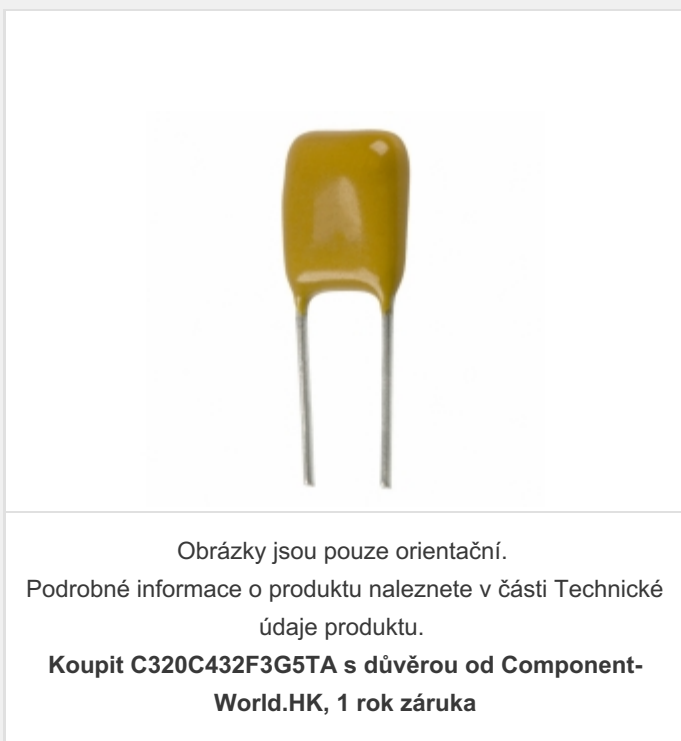 Obrázky jsou pouze orientační.
Podrobné informace o produktu naleznete v části Technické
údaje produktu.
Koupit C320C432F3G5TA s důvěrou od Component-
World.HK, 1 rok záruka